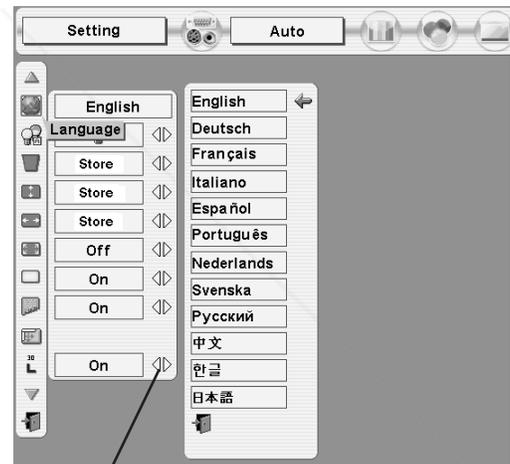 Setting
Auto
English
Language
Store
Store
Store
Off
On
On
On
English
Deutsch
Français
Italiano
Español
Português
Nederlands
Svenska
Русский
中文
한글
日本語
30
L